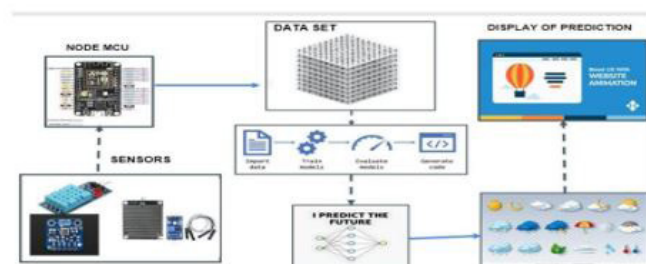 NODE MCU
DATA SET
DISPLAY OF PREDICTION
WEBSITE
ANIMATION
SENSORS
Import
data
Train
models
Evaluate
models
Generate
code
I PREDICT THE
FUTURE